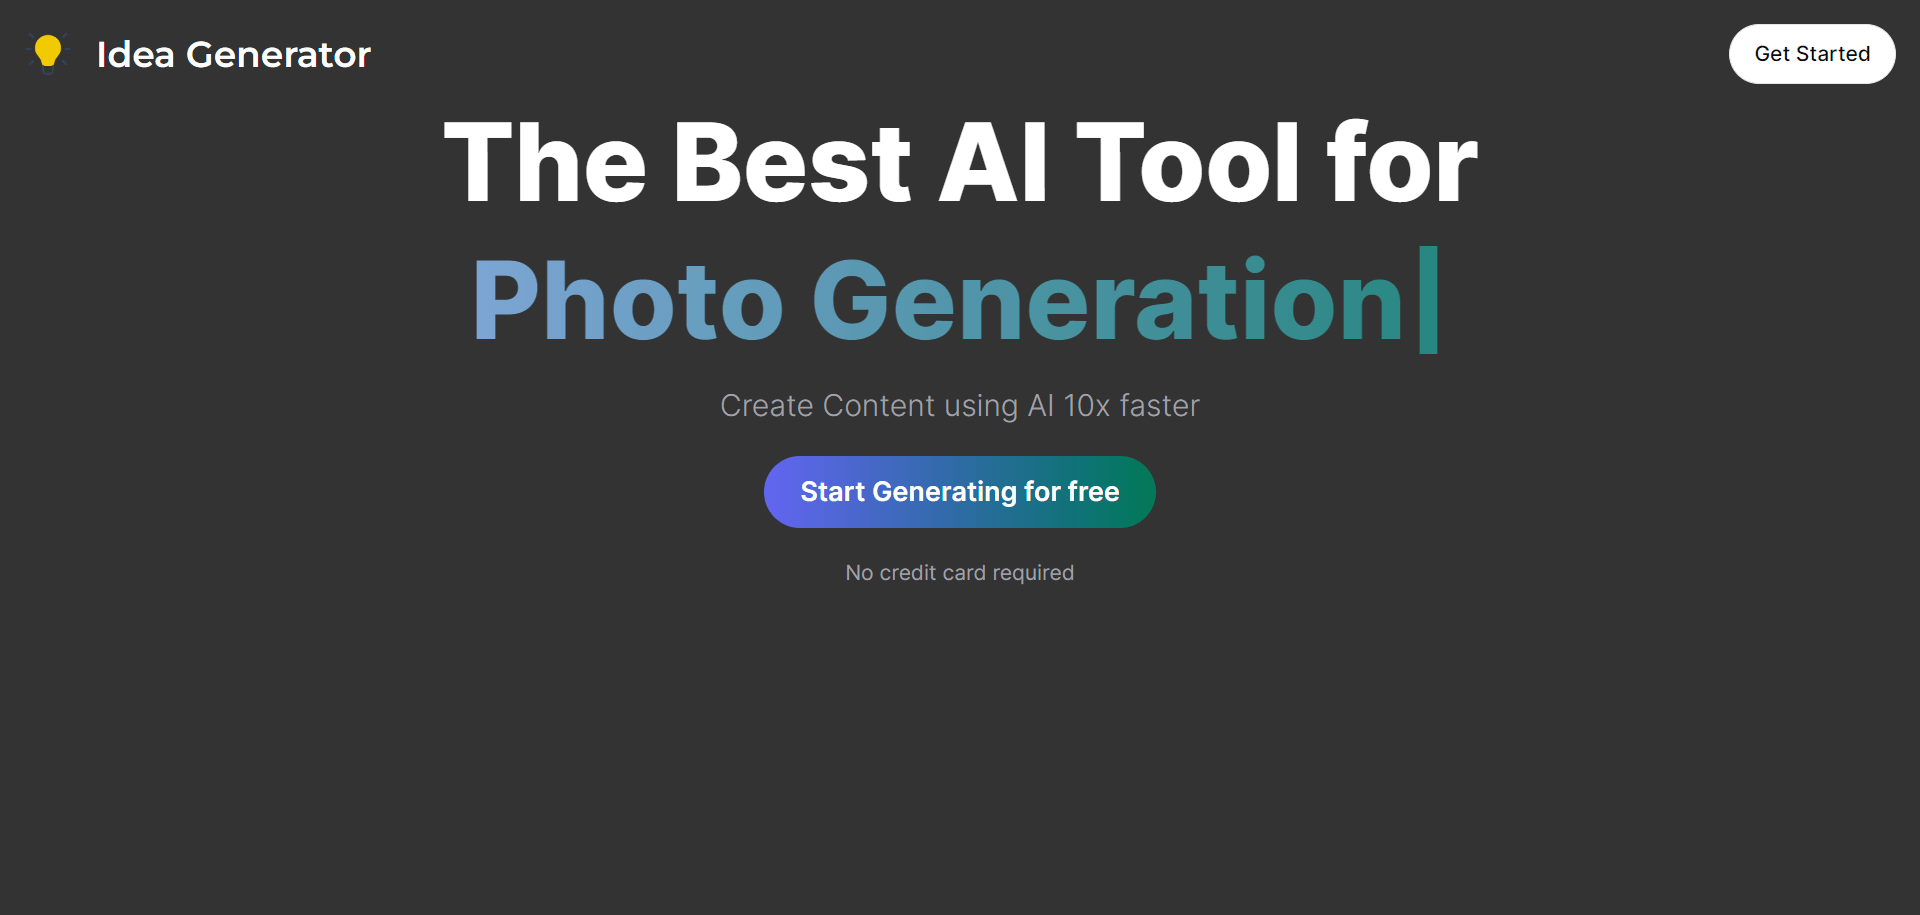 Idea Generator
Get Started
The Best AI Tool for
Photo Generation|
Create Content using AI 10x faster
Start Generating for free
No credit card required